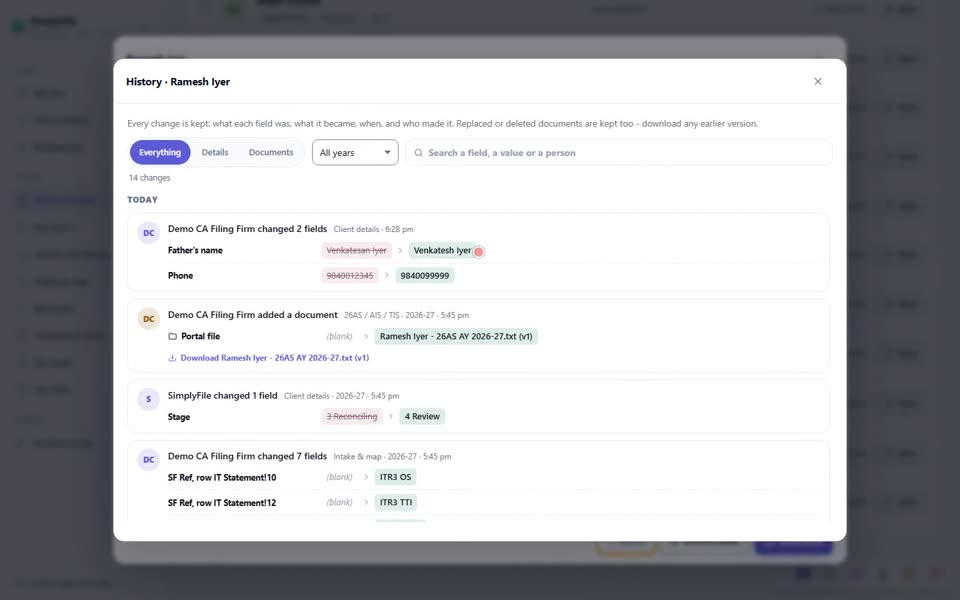 History · Ramesh Iyer
Every change is kept: what each field was, what it became, when, and who made it. Replaced or deleted documents are kept too - download any earlier version.
Everything Details Documents All years Search a field, a value or a person
14 changes
TODAY
DC Demo CA Filing Firm changed 2 fields Client details · 6:28 pm
Father's name Venkatesan Iyer > Venkatesh Iyer
Phone 9840012345 > 9840099999
DC Demo CA Filing Firm added a document 26AS / AIS / TIS · 2026-27 · 5:45 pm
Portal file (blank) > Ramesh Iyer - 26AS AY 2026-27.txt (v1)
Download Ramesh Iyer - 26AS AY 2026-27.txt (v1)
S SimplyFile changed 1 field Client details · 2026-27 · 5:45 pm
Stage 3 Reconciling > 4 Review
DC Demo CA Filing Firm changed 7 fields Intake & map · 2026-27 · 5:45 pm
SF Ref, row IT Statement!10 (blank) > ITR3 OS
SF Ref, row IT Statement!12 (blank) > ITR3 TTI